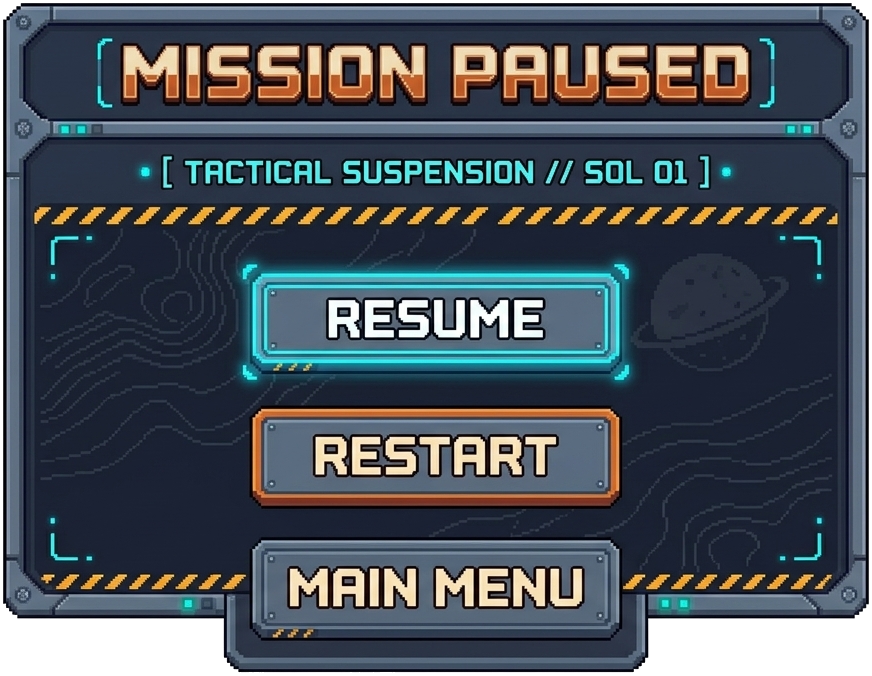 MISSION PAUSED
[ TACTICAL SUSPENSION // SOL 01 ]
RESUME
RESTART
MAIN MENU